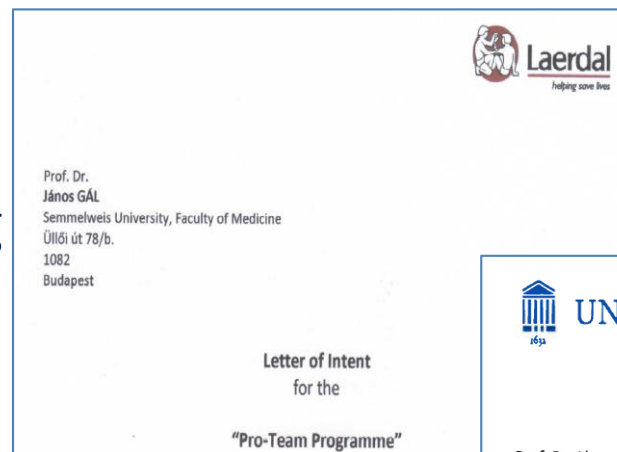 Laerdal
helping save lives
Prof. Dr.
János GÁL
Semmelweis University, Faculty of Medicine
Üllői út 78/b.
1082
Budapest
Letter of Intent
for the
"Pro-Team Programme"
UN
1632